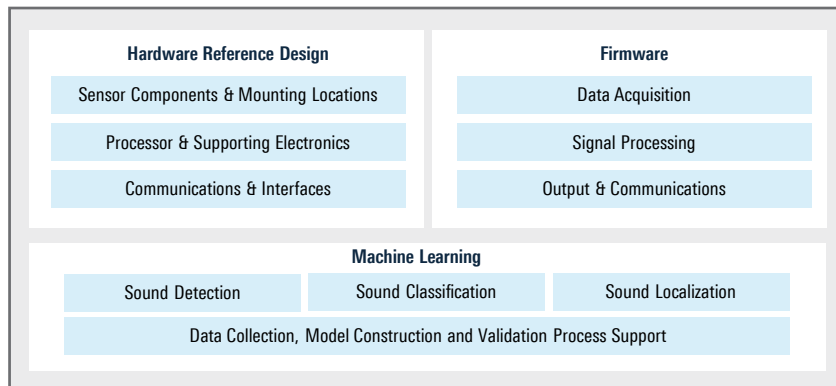 Hardware Reference Design
Sensor Components & Mounting Locations
Processor & Supporting Electronics
Communications & Interfaces
Firmware
Data Acquisition
Signal Processing
Output & Communications
Machine Learning
Sound Detection
Sound Classification
Sound Localization
Data Collection, Model Construction and Validation Process Support